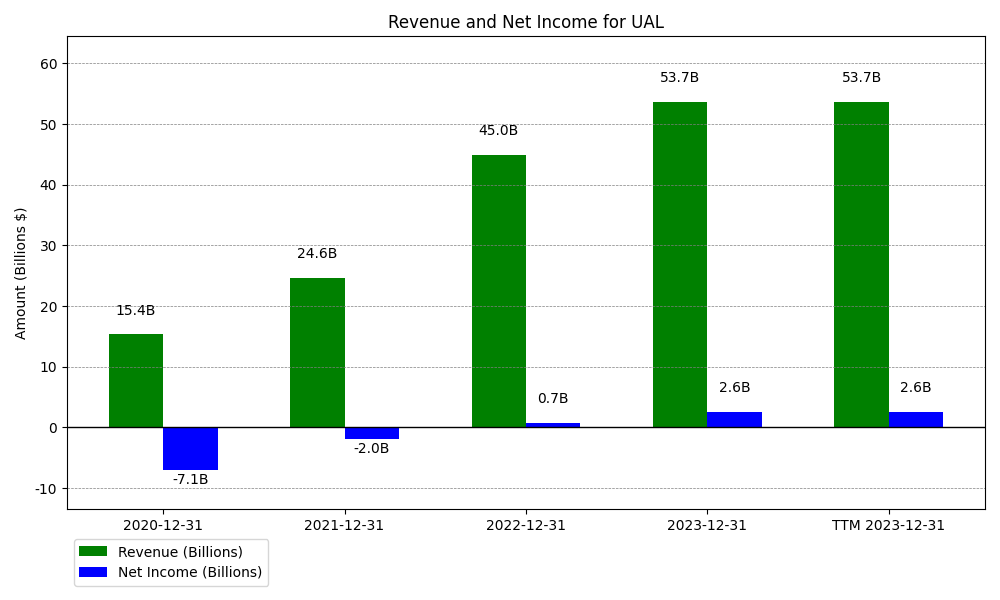 Revenue and Net Income for UAL
Amount (Billions $)
60
50
40
30
20
10
0
-10
15.4B
-7.1B
24.6B
-2.0B
45.0B
0.7B
53.7B
2.6B
53.7B
2.6B
2020-12-31
2021-12-31
2022-12-31
2023-12-31
TTM 2023-12-31
Revenue (Billions)
Net Income (Billions)